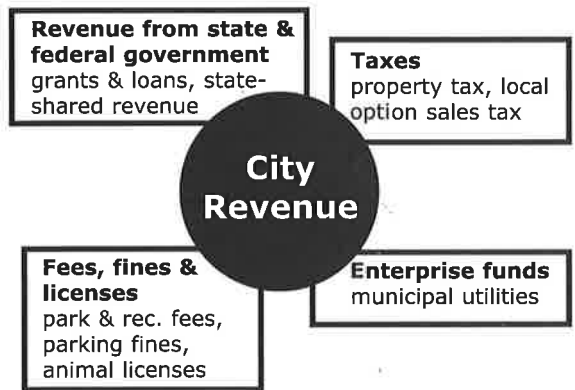 Revenue from state &
federal government
grants & loans, state-
shared revenue
Taxes
property tax, local
option sales tax
City
Revenue
Fees, fines &
licenses
park & rec. fees,
parking fines,
animal licenses
Enterprise funds
municipal utilities